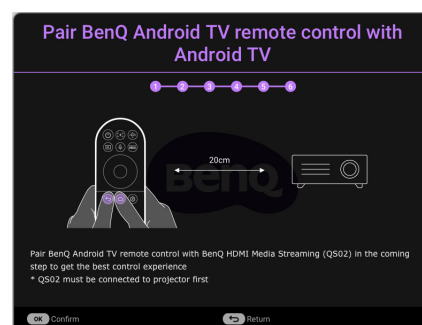 Pair BenQ Android TV remote control with
Android TV
1 2 3 4 5 6
20cm
BenQ
Pair BenQ Android TV remote control with BenQ HDMI Media Streaming (QS02) in the coming
step to get the best control experience
* QS02 must be connected to projector first
OK Confirm Return